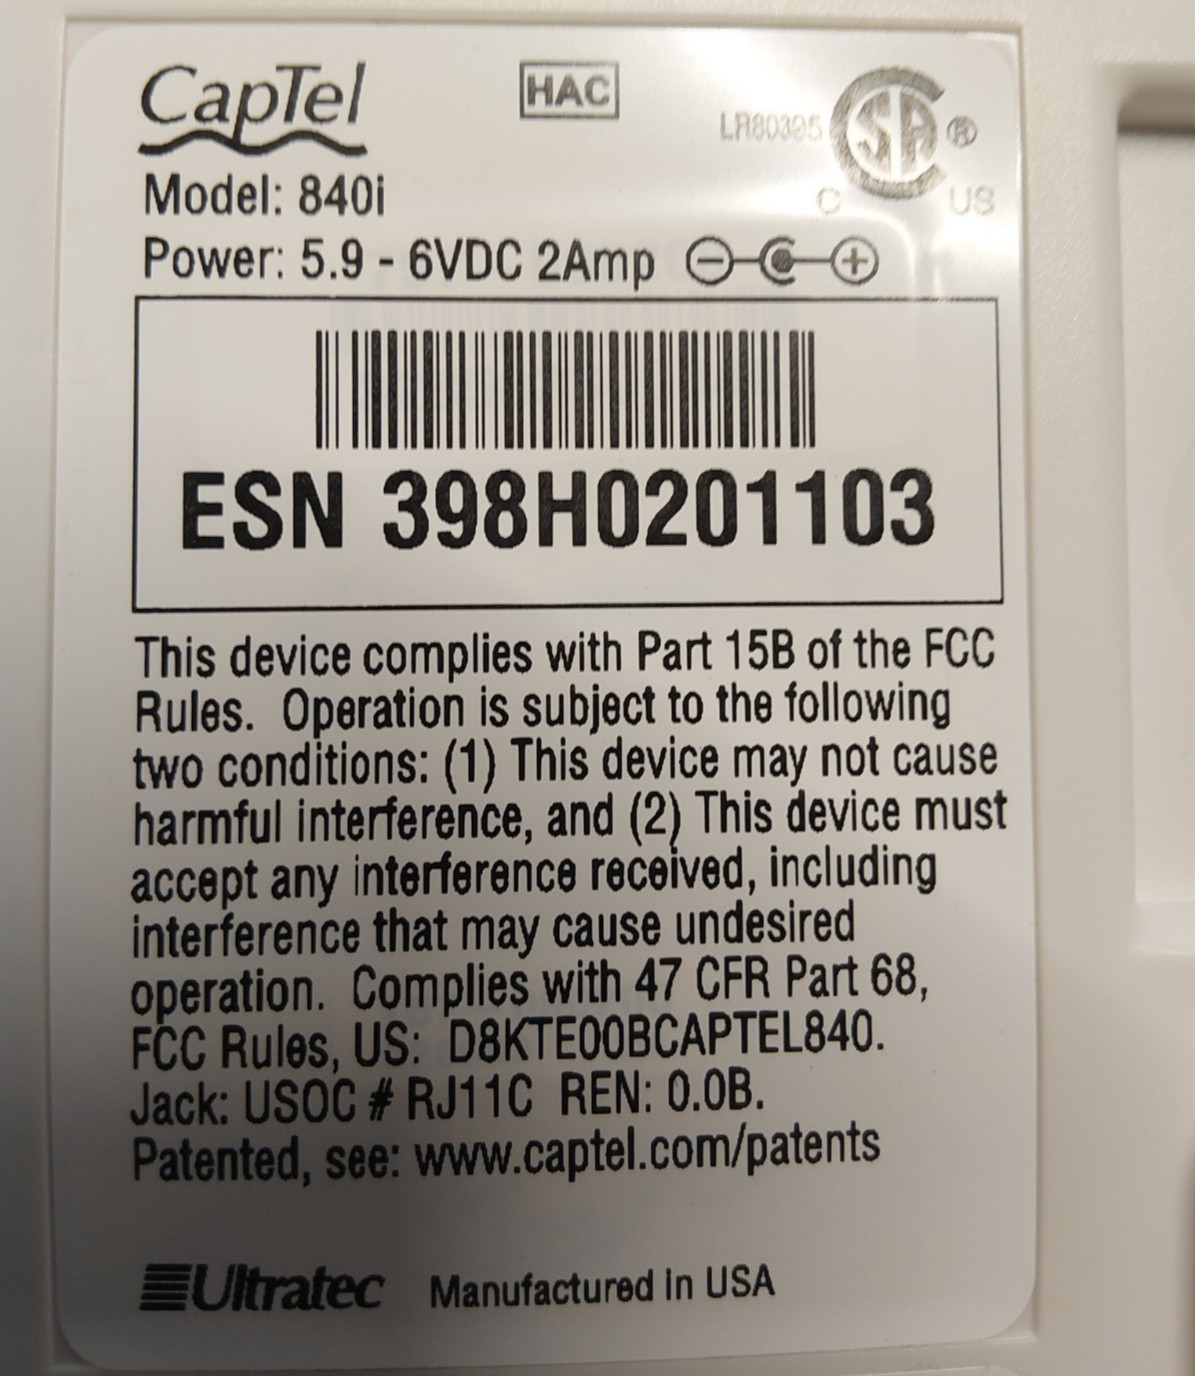 CapTel
HAC
LR80395
SA ®
C US
Model: 840i
Power: 5.9 - 6VDC 2Amp
ESN 398H0201103
This device complies with Part 15B of the FCC
Rules. Operation is subject to the following
two conditions: (1) This device may not cause
harmful interference, and (2) This device must
accept any interference received, including
interference that may cause undesired
operation. Complies with 47 CFR Part 68,
FCC Rules, US: D8KTE00BCAPTEL840.
Jack: USOC # RJ11C REN: 0.0B.
Patented, see: www.captel.com/patents
Ultratec Manufactured in USA